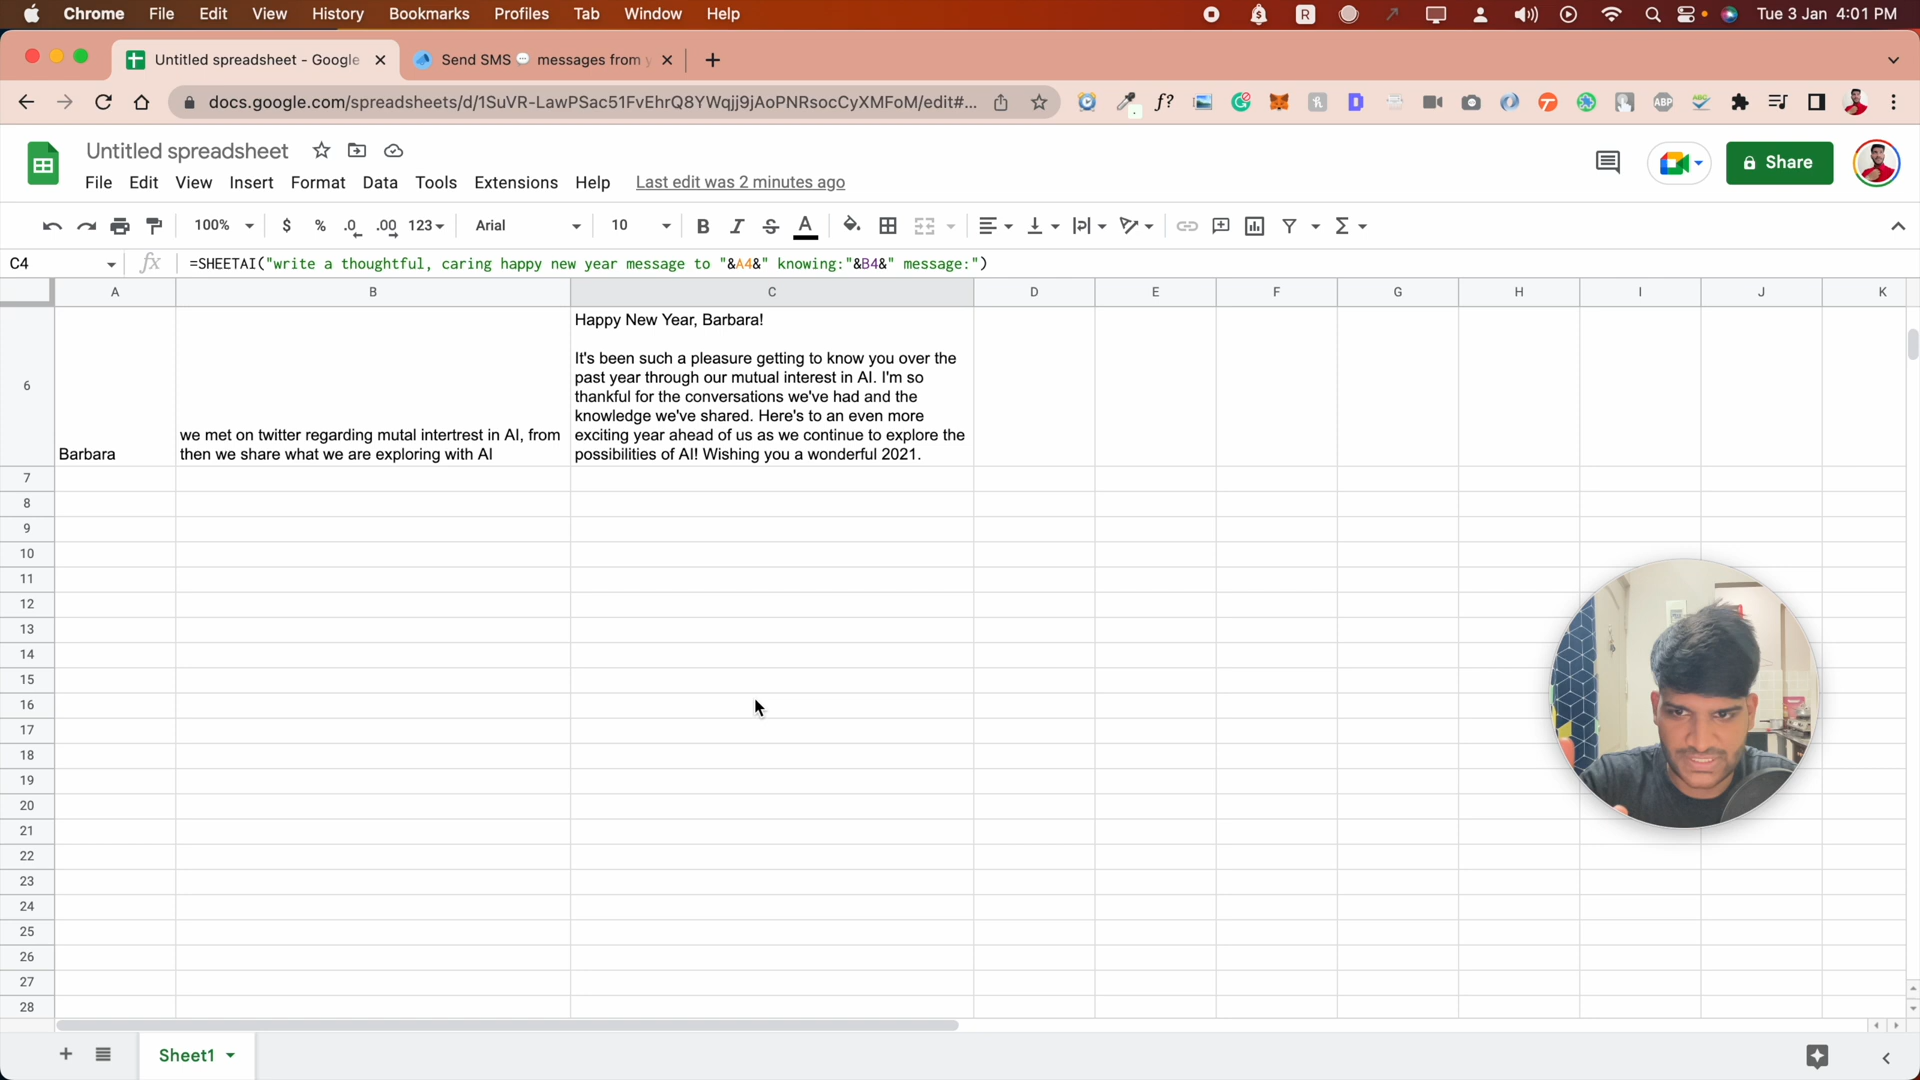 Chrome File Edit View History Bookmarks Profiles Tab Window Help R Tue 3 Jan 4:01 PM
Untitled spreadsheet - Google Send SMS 💬 messages from
docs.google.com/spreadsheets/d/1SuVR-LawPSac51FvEhrQ8YWqjj9jAoPNRsocCyXMFoM/edit#... f? D ABP
Untitled spreadsheet
File Edit View Insert Format Data Tools Extensions Help Last edit was 2 minutes ago
Share
100% $ % .0 .00 123 Arial 10 B I S A Σ
C4 fx =SHEETAI("write a thoughtful, caring happy new year message to "&A4&" knowing:"&B4&" message:")
A B C D E F G H I J K
Happy New Year, Barbara!
It's been such a pleasure getting to know you over the
past year through our mutual interest in AI. I'm so
6
thankful for the conversations we've had and the
knowledge we've shared. Here's to an even more
we met on twitter regarding mutal intertrest in AI, from exciting year ahead of us as we continue to explore the
Barbara then we share what we are exploring with AI possibilities of AI! Wishing you a wonderful 2021.
7
8
9
10
11
12
13
14
15
16
17
18
19
20
21
22
23
24
25
26
27
28
Sheet1